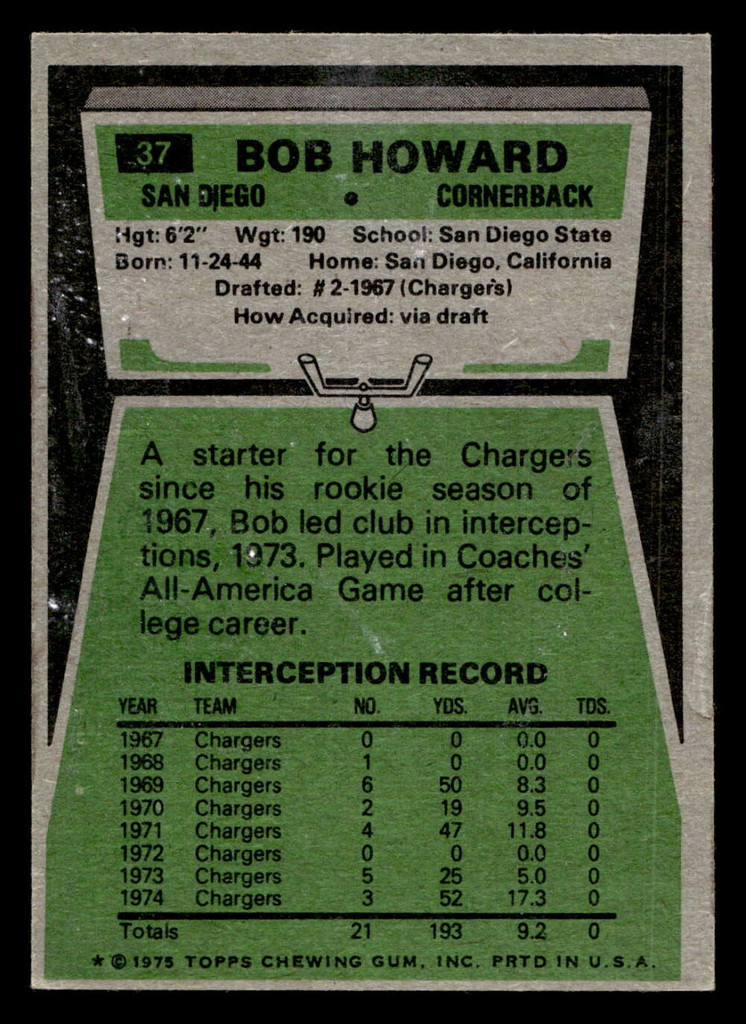 37 BOB HOWARD
SAN DIEGO • CORNERBACK
Hgt: 6'2" Wgt: 190 School: San Diego State
Born: 11-24-44 Home: San Diego, California
Drafted: #2-1967 (Chargers)
How Acquired: via draft
A starter for the Chargers
since his rookie season of
1967, Bob led club in intercep-
tions, 1973. Played in Coaches'
All-America Game after col-
lege career.
INTERCEPTION RECORD
YEAR TEAM NO. YDS. AVG. TDS.
1967 Chargers 0 0 0.0 0
1968 Chargers 1 0 0.0 0
1969 Chargers 6 50 8.3 0
1970 Chargers 2 19 9.5 0
1971 Chargers 4 47 11.8 0
1972 Chargers 0 0 0.0 0
1973 Chargers 5 25 5.0 0
1974 Chargers 3 52 17.3 0
Totals 21 193 9.2 0
* © 1975 TOPPS CHEWING GUM, INC. PRTD IN U.S.A.